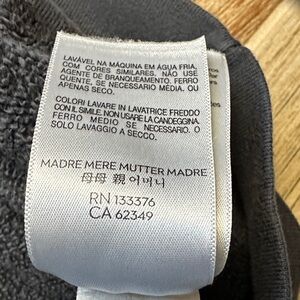 LAVÁVEL NA MÁQUINA EM ÁGUA FRIA,
COM CORES SIMILARES. NÃO USE
AGENTE DE BRANQUEAMENTO. FERRO
QUENTE, SE NECESSARIO MÉDIA, OU
APENAS SECO.
COLORI LAVARE IN LAVATRICE FREDDO
CON IL SIMILE. NON USARE LA CANDEGGINA.
FERRO MEDIO SE NECESSARIO. O
SOLO LAVAGGIO A SECCO.
MADRE MERE MUTTER MADRE
母母 親 어머니
RN 133376
CA 62349